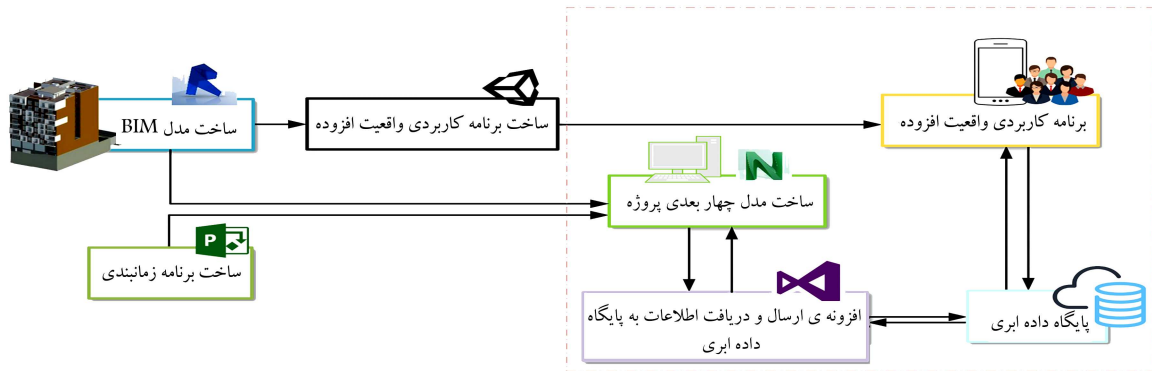 ساخت مدل BIM
ساخت برنامه کاربردی واقعیت افزوده
برنامه کاربردی واقعیت افزوده
ساخت مدل چهار بعدی پروژه
P
ساخت برنامه زمانبندی
افزونه ی ارسال و دریافت اطلاعات به پایگاه
داده ابری
پایگاه داده ابری